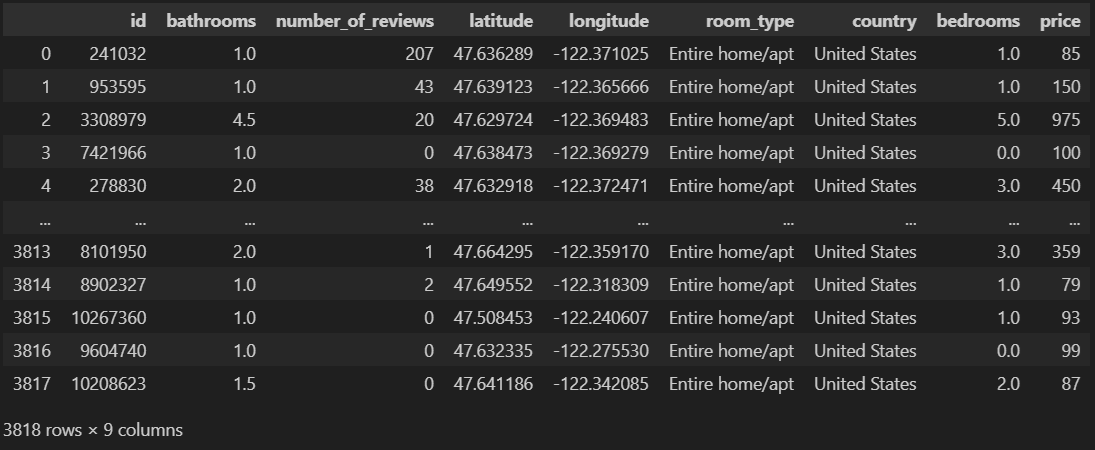 id bathrooms number_of_reviews latitude longitude room_type country bedrooms price
0 241032 1.0 207 47.636289 -122.371025 Entire home/apt United States 1.0 85
1 953595 1.0 43 47.639123 -122.365666 Entire home/apt United States 1.0 150
2 3308979 4.5 20 47.629724 -122.369483 Entire home/apt United States 5.0 975
3 7421966 1.0 0 47.638473 -122.369279 Entire home/apt United States 0.0 100
4 278830 2.0 38 47.632918 -122.372471 Entire home/apt United States 3.0 450
... ... ... ... ... ... ... ... ... ...
3813 8101950 2.0 1 47.664295 -122.359170 Entire home/apt United States 3.0 359
3814 8902327 1.0 2 47.649552 -122.318309 Entire home/apt United States 1.0 79
3815 10267360 1.0 0 47.508453 -122.240607 Entire home/apt United States 1.0 93
3816 9604740 1.0 0 47.632335 -122.275530 Entire home/apt United States 0.0 99
3817 10208623 1.5 0 47.641186 -122.342085 Entire home/apt United States 2.0 87
3818 rows × 9 columns